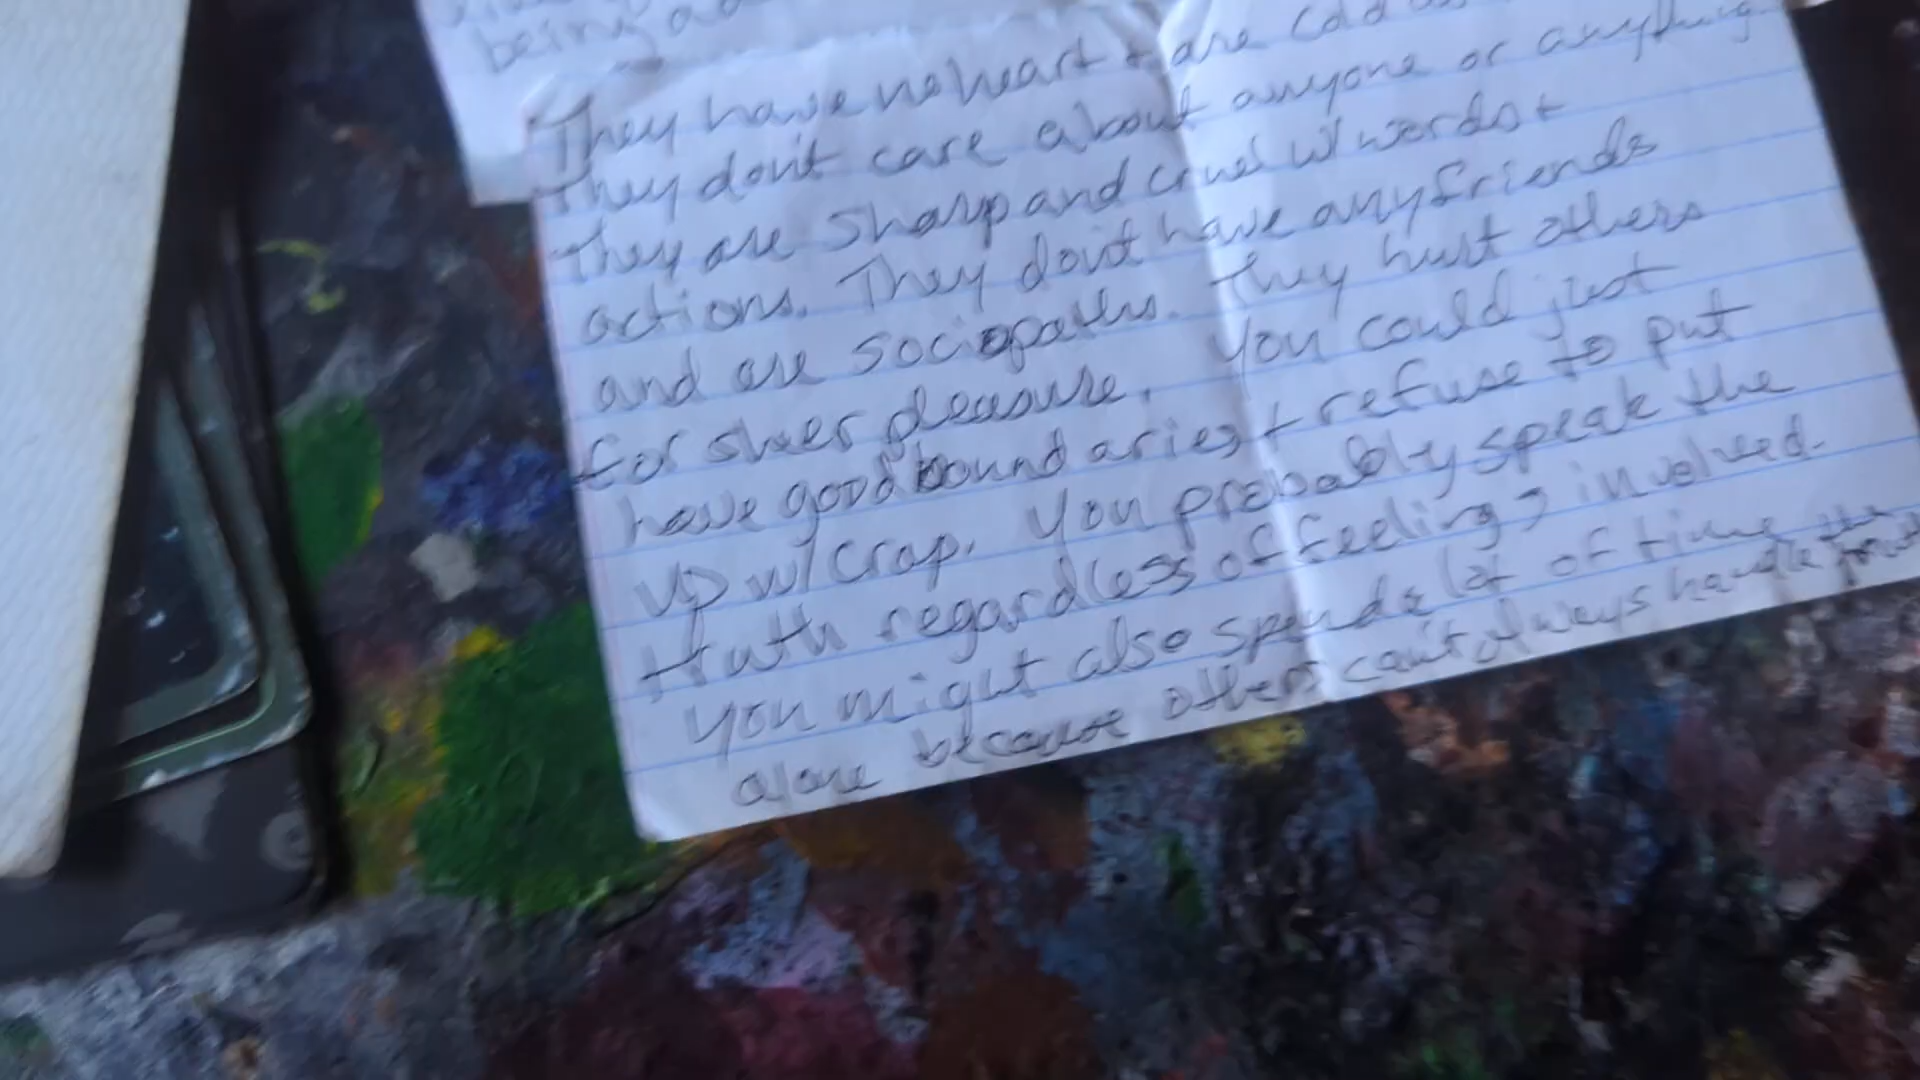 being
They have no heart + are cold
They don't care about anyone or anything
They are sharp and cruel w/ words +
actions. They don't have any friends
and are sociopaths. They hurt others
for sheer pleasure. You could just
have good boundaries + refuse to put
up w/ crap. You probably speak the
truth regardless of feelings involved.
You might also spend a lot of time
alone because others can't always handle the truth